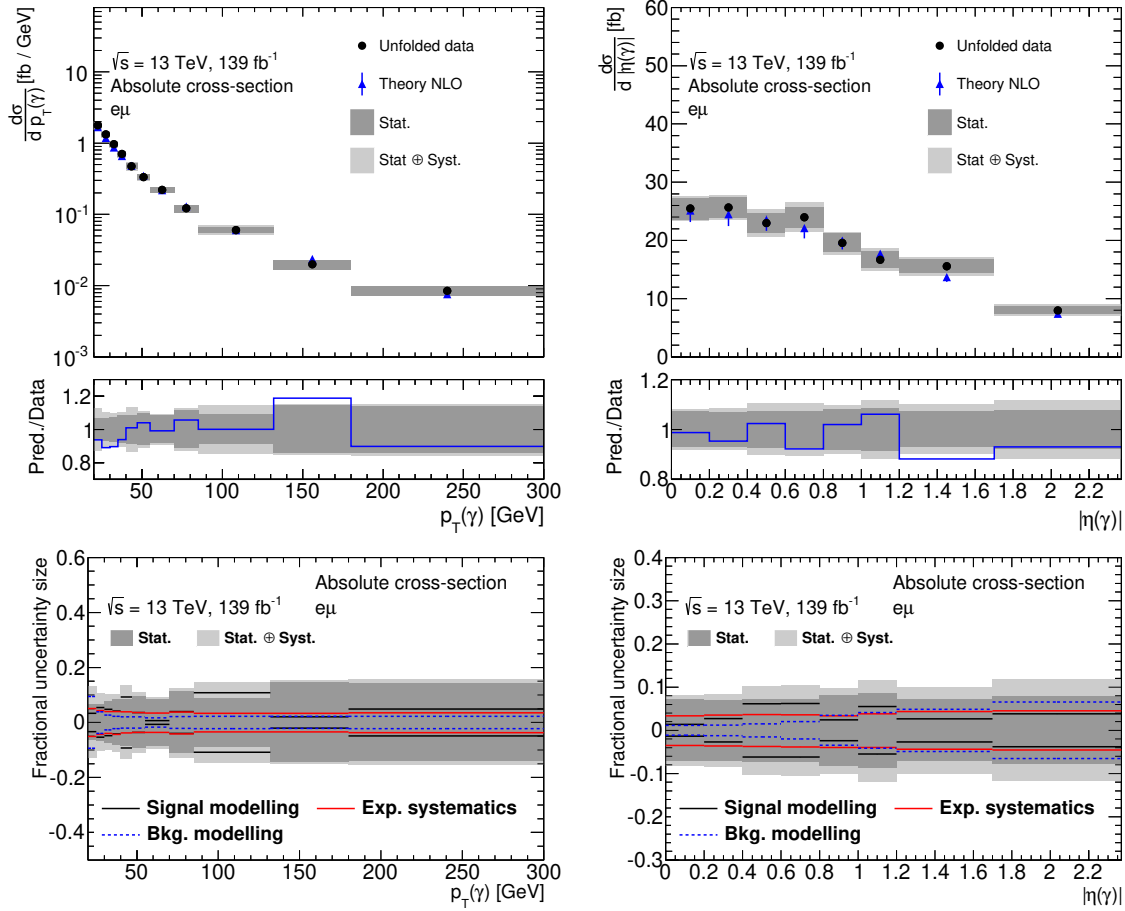 dσ
d p_T(γ) [fb / GeV]
10
1
10⁻¹
10⁻²
10⁻³
√s = 13 TeV, 139 fb⁻¹
Absolute cross-section
eμ
Unfolded data
Theory NLO
Stat.
Stat ⊕ Syst.
Pred./Data
1.2
1.0
0.8
50 100 150 200 250 300
p_T(γ) [GeV]
dσ
d |η(γ)| [fb]
60
50
40
30
20
10
0
√s = 13 TeV, 139 fb⁻¹
Absolute cross-section
eμ
Unfolded data
Theory NLO
Stat.
Stat ⊕ Syst.
Pred./Data
1.2
1.0
0.8
0 0.2 0.4 0.6 0.8 1 1.2 1.4 1.6 1.8 2 2.2
|η(γ)|
Fractional uncertainty size
0.6
0.4
0.2
0
-0.2
-0.4
Absolute cross-section
√s = 13 TeV, 139 fb⁻¹
eμ
Stat.
Stat. ⊕ Syst.
Signal modelling
Exp. systematics
Bkg. modelling
50 100 150 200 250 300
p_T(γ) [GeV]
Fractional uncertainty size
0.4
0.3
0.2
0.1
0
-0.1
-0.2
-0.3
Absolute cross-section
√s = 13 TeV, 139 fb⁻¹
eμ
Stat.
Stat. ⊕ Syst.
Signal modelling
Exp. systematics
Bkg. modelling
0 0.2 0.4 0.6 0.8 1 1.2 1.4 1.6 1.8 2 2.2
|η(γ)|